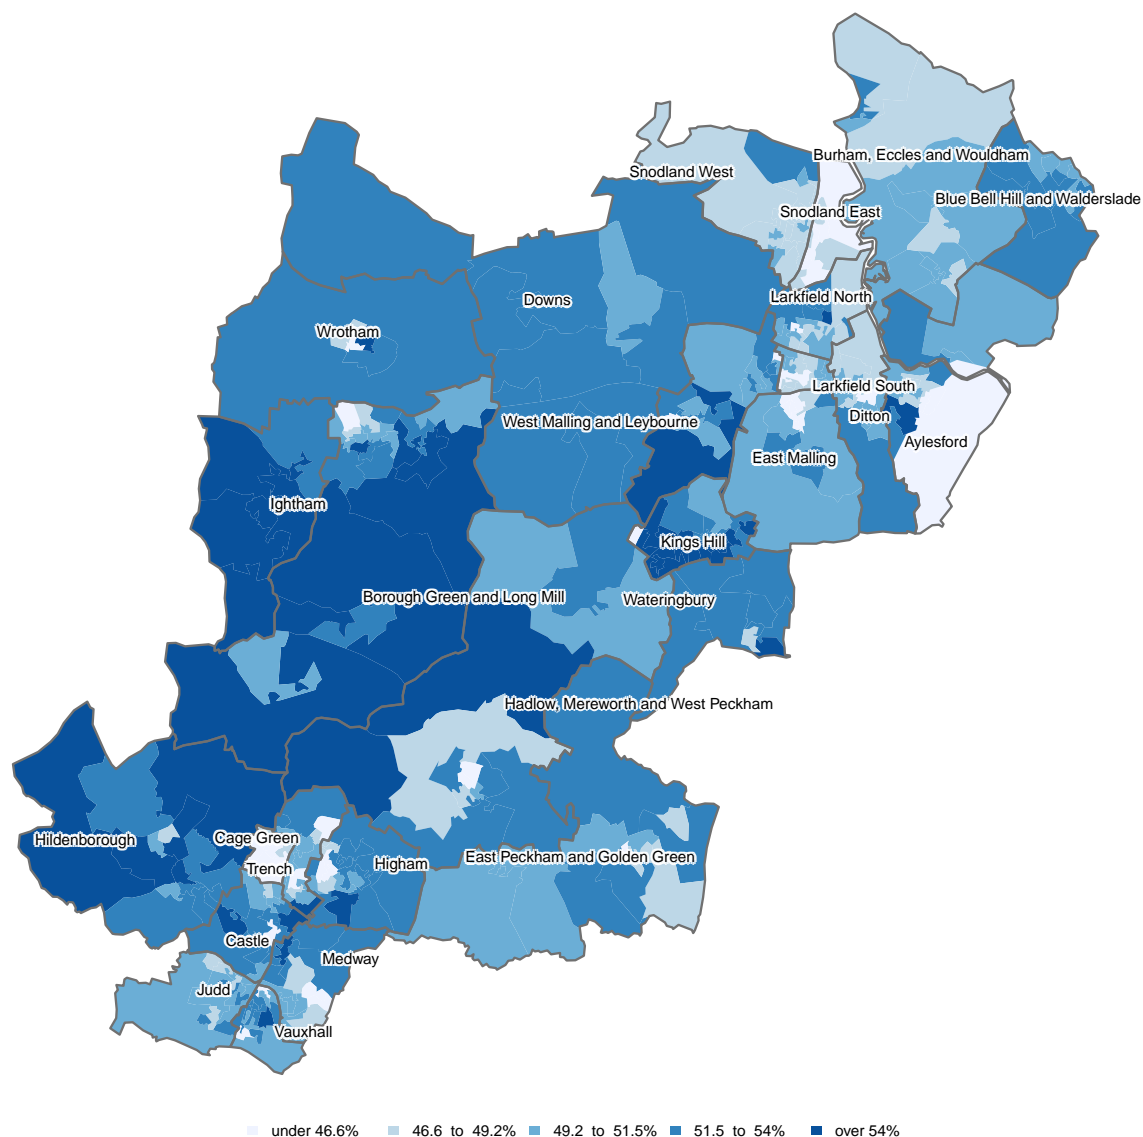 Burham, Eccles and Wouldham
Snodland West
Blue Bell Hill and Walderslade
Snodland East
Larkfield North
Downs
Wrotham
Larkfield South
Ditton
West Malling and Leybourne
Aylesford
East Malling
Ightham
Kings Hill
Borough Green and Long Mill
Wateringbury
Hadlow, Mereworth and West Peckham
Cage Green
Hildenborough
East Peckham and Golden Green
Higham
Trench
Castle
Medway
Judd
Vauxhall
under 46.6% 46.6 to 49.2% 49.2 to 51.5% 51.5 to 54% over 54%